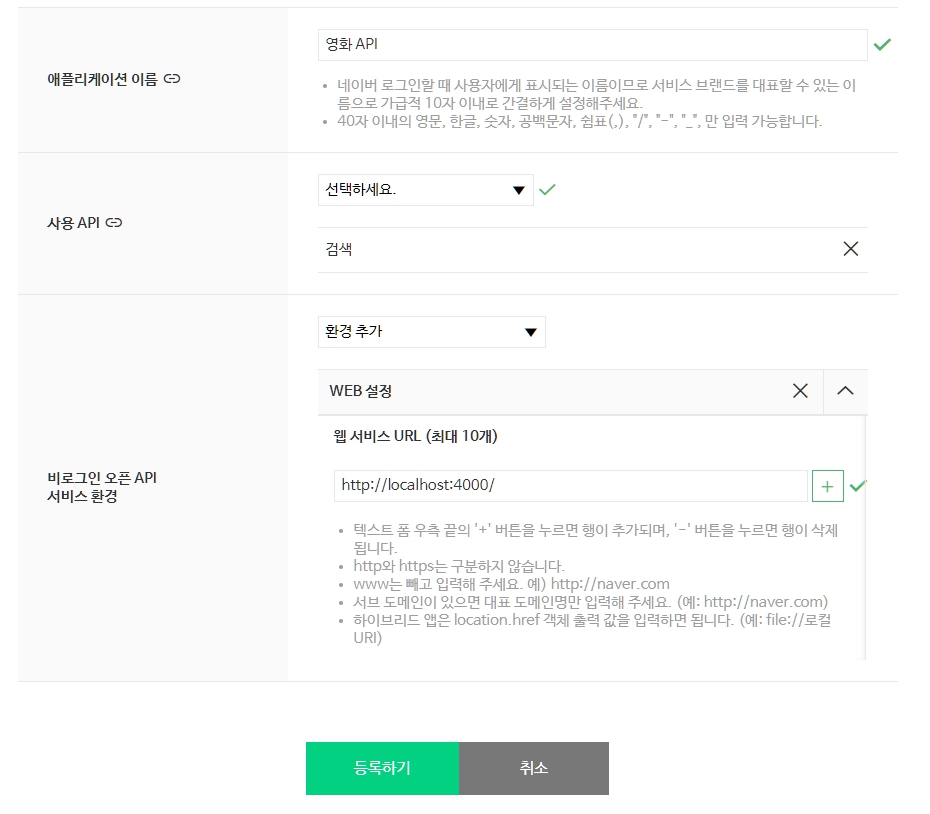 애플리케이션 이름
영화 API
네이버 로그인할 때 사용자에게 표시되는 이름이므로 서비스 브랜드를 대표할 수 있는 이
름으로 가급적 10자 이내로 간결하게 설정해주세요.
40자 이내의 영문, 한글, 숫자, 공백문자, 쉼표(,), "/", "-", "_", 만 입력 가능합니다.
사용 API
선택하세요.
검색
비로그인 오픈 API
서비스 환경
환경 추가
WEB 설정
웹 서비스 URL (최대 10개)
http://localhost:4000/
텍스트 폼 우측 끝의 '+' 버튼을 누르면 행이 추가되며, '-' 버튼을 누르면 행이 삭제
됩니다.
http와 https는 구분하지 않습니다.
www는 빼고 입력해 주세요. 예) http://naver.com
서브 도메인이 있으면 대표 도메인명만 입력해 주세요. (예: http://naver.com)
하이브리드 앱은 location.href 객체 출력 값을 입력하면 됩니다. (예: file://로컬
URI)
등록하기
취소